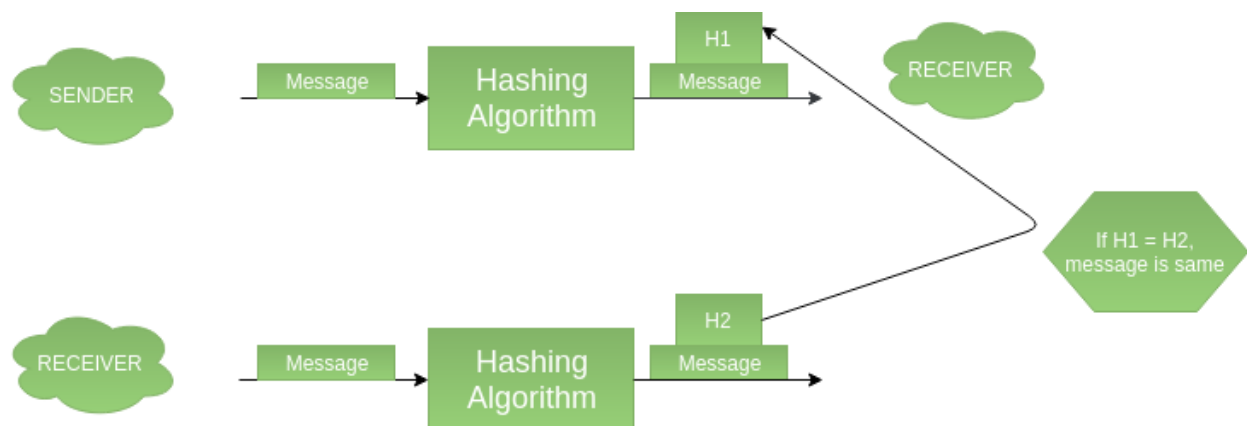 SENDER
Message
Hashing
Algorithm
H1
Message
RECEIVER
If H1 = H2,
message is same
RECEIVER
Message
Hashing
Algorithm
H2
Message